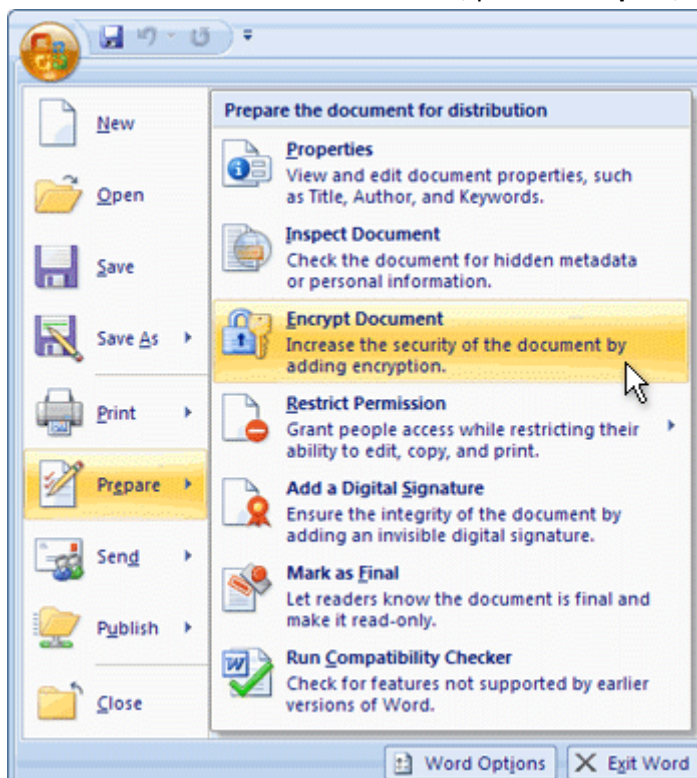 Prepare the document for distribution
New
Open
Save
Save As
Print
Prepare
Send
Publish
Close
Properties
View and edit document properties, such
as Title, Author, and Keywords.
Inspect Document
Check the document for hidden metadata
or personal information.
Encrypt Document
Increase the security of the document by
adding encryption.
Restrict Permission
Grant people access while restricting their
ability to edit, copy, and print.
Add a Digital Signature
Ensure the integrity of the document by
adding an invisible digital signature.
Mark as Final
Let readers know the document is final and
make it read-only.
Run Compatibility Checker
Check for features not supported by earlier
versions of Word.
Word Options
Exit Word